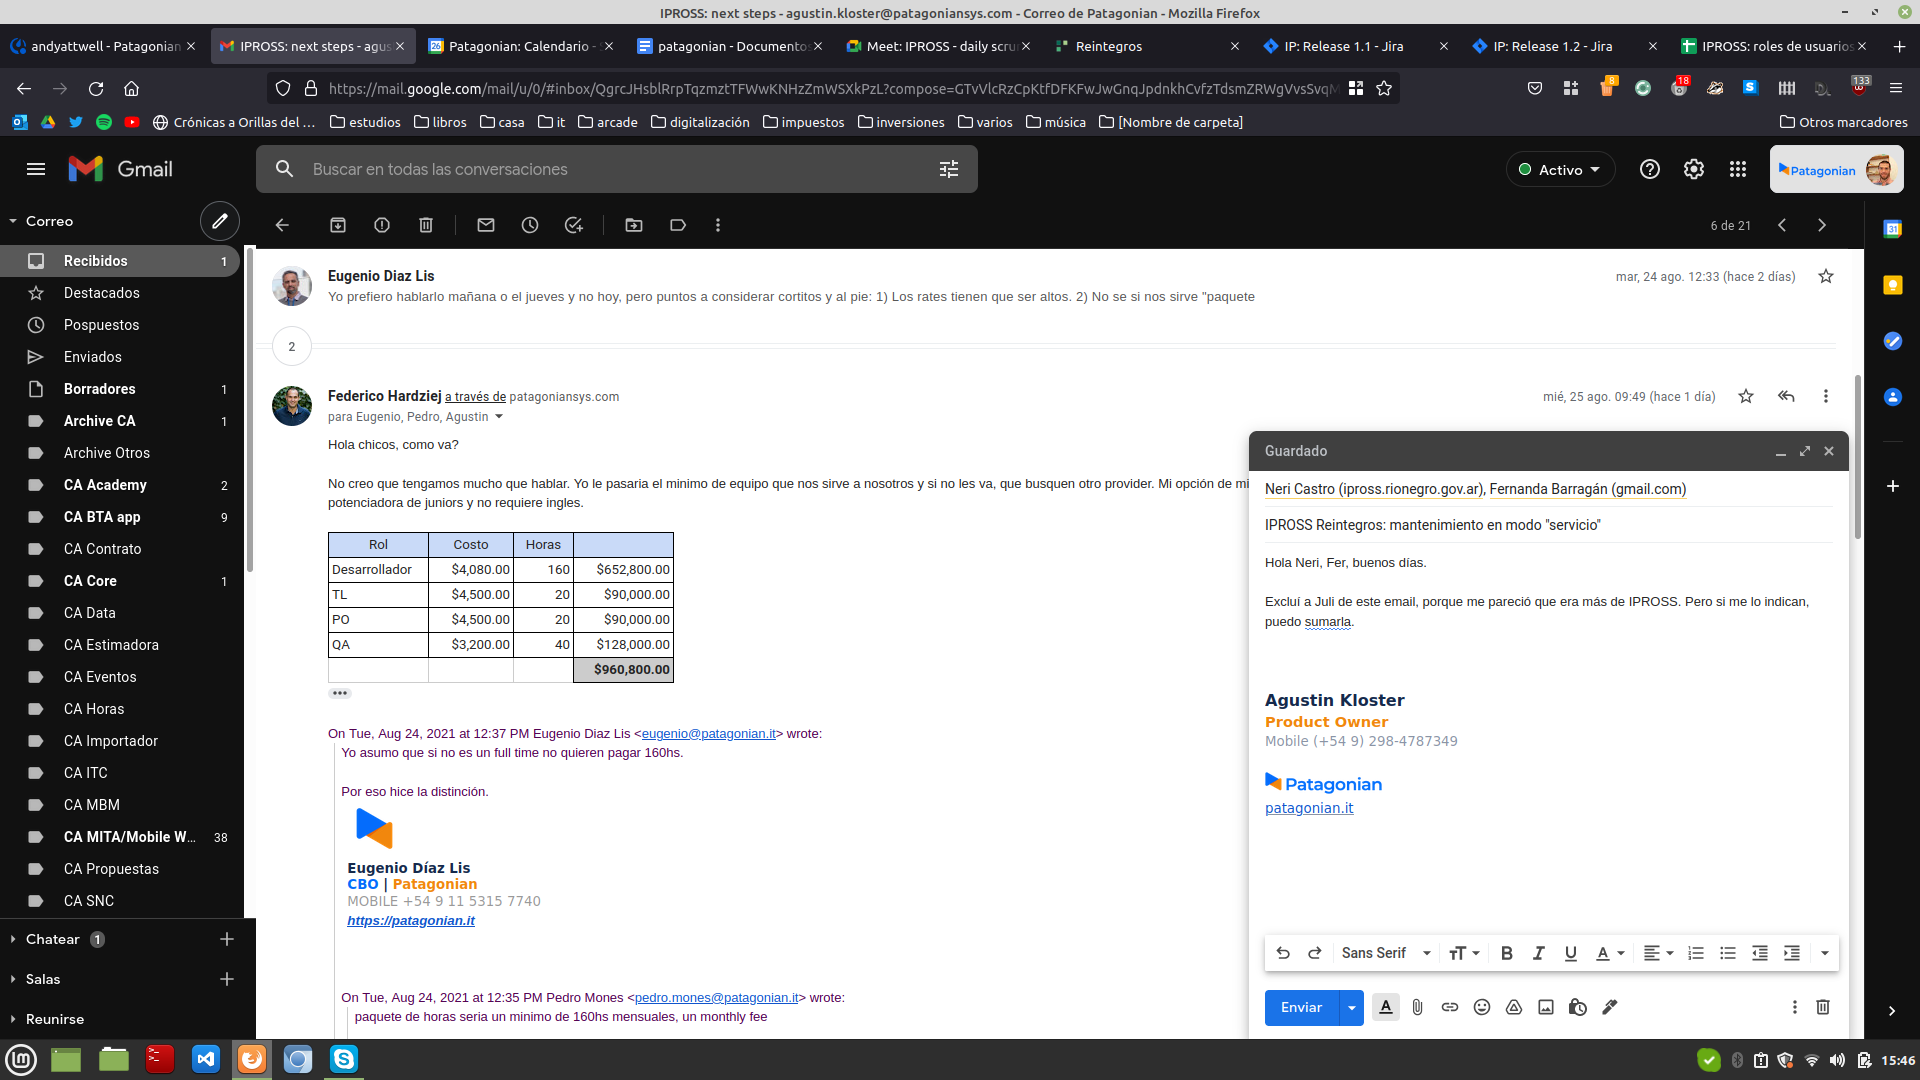 IPROSS: next steps - agustin.kloster@patagoniansys.com - Correo de Patagonian - Mozilla Firefox
andyattwell - Patagonian
IPROSS: next steps - agus
Patagonian: Calendario -
patagonian - Documentos
Meet: IPROSS - daily scru
Reintegros
IP: Release 1.1 - Jira
IP: Release 1.2 - Jira
IPROSS: roles de usuarios
https://mail.google.com/mail/u/0/#inbox/QgrcJHsblRrpTqzmztTFWwKNHzZmWSXkPzL?compose=GTvVlcRzCpKtfDFKFwJwGnqJpdnkhCvfzTdsmZRWgVvsSvqM
8
18
133
Crónicas a Orillas del ...
estudios
libros
casa
it
arcade
digitalización
impuestos
inversiones
varios
música
[Nombre de carpeta]
Otros marcadores
Gmail
Buscar en todas las conversaciones
Activo
Patagonian
Correo
6 de 21
31
Recibidos 1
Destacados
Pospuestos
Enviados
Borradores 1
Archive CA 1
Archive Otros
CA Academy 2
CA BTA app 9
CA Contrato
CA Core 1
CA Data
CA Estimadora
CA Eventos
CA Horas
CA Importador
CA ITC
CA MBM
CA MITA/Mobile W... 38
CA Propuestas
CA SNC
Chatear 1
Salas
Reunirse
Eugenio Diaz Lis
mar, 24 ago. 12:33 (hace 2 días)
Yo prefiero hablarlo mañana o el jueves y no hoy, pero puntos a considerar cortitos y al pie: 1) Los rates tienen que ser altos. 2) No se si nos sirve "paquete
2
Federico Hardziej a través de patagoniansys.com
mié, 25 ago. 09:49 (hace 1 día)
para Eugenio, Pedro, Agustin
Hola chicos, como va?
No creo que tengamos mucho que hablar. Yo le pasaria el minimo de equipo que nos sirve a nosotros y si no les va, que busquen otro provider. Mi opción de mi
potenciadora de juniors y no requiere ingles.
Rol Costo Horas
Desarrollador $4,080.00 160 $652,800.00
TL $4,500.00 20 $90,000.00
PO $4,500.00 20 $90,000.00
QA $3,200.00 40 $128,000.00
$960,800.00
On Tue, Aug 24, 2021 at 12:37 PM Eugenio Diaz Lis <eugenio@patagonian.it> wrote:
Yo asumo que si no es un full time no quieren pagar 160hs.
Por eso hice la distinción.
Eugenio Díaz Lis
CBO | Patagonian
MOBILE +54 9 11 5315 7740
https://patagonian.it
On Tue, Aug 24, 2021 at 12:35 PM Pedro Mones <pedro.mones@patagonian.it> wrote:
paquete de horas seria un minimo de 160hs mensuales, un monthly fee
Guardado
Neri Castro (ipross.rionegro.gov.ar), Fernanda Barragán (gmail.com)
IPROSS Reintegros: mantenimiento en modo "servicio"
Hola Neri, Fer, buenos días.
Excluí a Juli de este email, porque me pareció que era más de IPROSS. Pero si me lo indican,
puedo sumarla.
Agustin Kloster
Product Owner
Mobile (+54 9) 298-4787349
Patagonian
patagonian.it
Sans Serif
Enviar
15:46